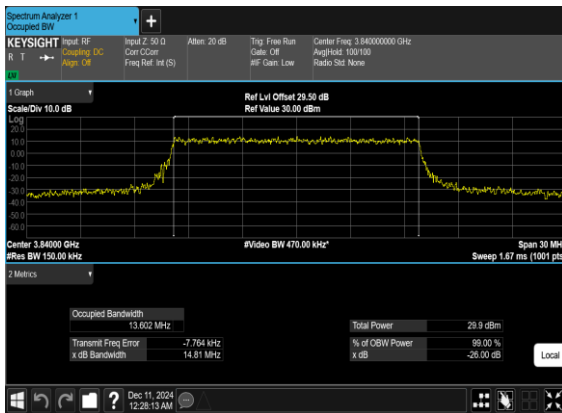 Spectrum Analyzer 1
Occupied BW
KEYSIGHT Input: RF Input Z: 50 Ω Atten: 20 dB Trig: Free Run Center Freq: 3.840000000 GHz
R T Coupling: DC Corr CCorr Gate: Off Avg|Hold: 100/100
Align: Off Freq Ref: Int (S) #IF Gain: Low Radio Std: None
1 Graph
Ref Lvl Offset 29.50 dB
Scale/Div 10.0 dB Ref Value 30.00 dBm
Log
20.0
10.0
0.00
-10.0
-20.0
-30.0
-40.0
-50.0
-60.0
Center 3.84000 GHz #Video BW 470.00 kHz* Span 30 MH
#Res BW 150.00 kHz Sweep 1.67 ms (1001 pts
2 Metrics
Occupied Bandwidth
13.602 MHz Total Power 29.9 dBm
Transmit Freq Error -7.764 kHz % of OBW Power 99.00 %
x dB Bandwidth 14.81 MHz x dB -26.00 dB
Local
? Dec 11, 2024
12:28:13 AM